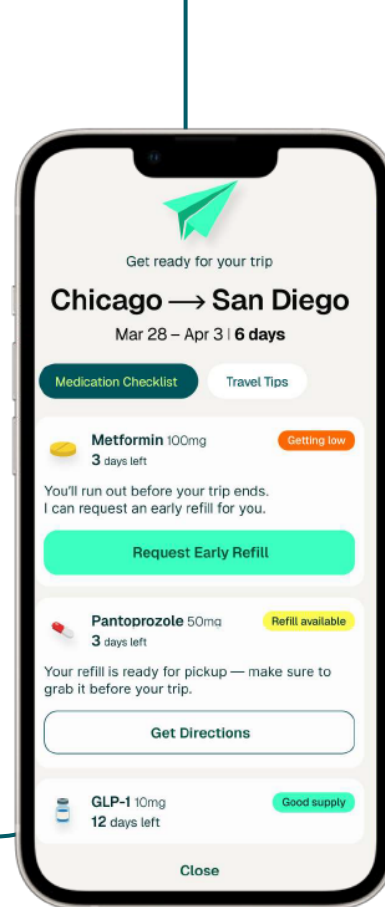 Get ready for your trip
Chicago → San Diego
Mar 28 – Apr 3 | 6 days
Medication Checklist
Travel Tips
Metformin 100mg
Getting low
3 days left
You'll run out before your trip ends.
I can request an early refill for you.
Request Early Refill
Pantoprozole 50mg
Refill available
3 days left
Your refill is ready for pickup — make sure to
grab it before your trip.
Get Directions
GLP-1 10mg
Good supply
12 days left
Close